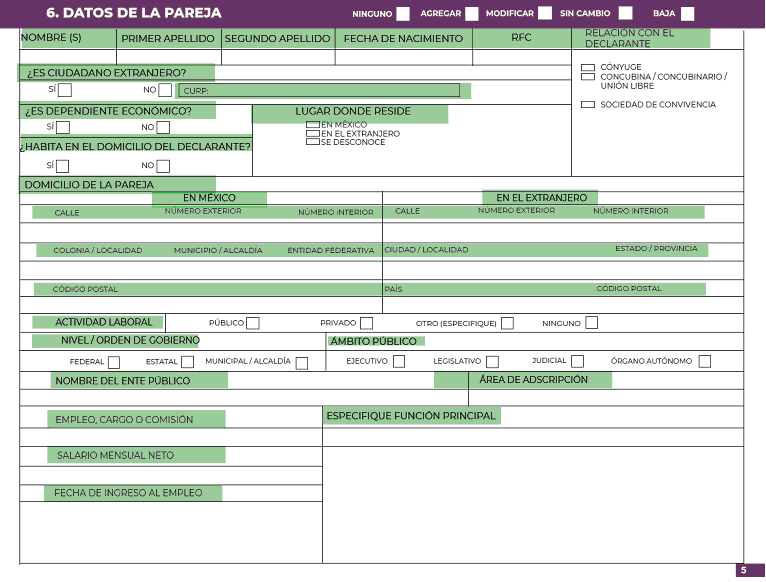 6. DATOS DE LA PAREJA NINGUNO AGREGAR MODIFICAR SIN CAMBIO BAJA
NOMBRE (S) PRIMER APELLIDO SEGUNDO APELLIDO FECHA DE NACIMIENTO RFC RELACIÓN CON EL
DECLARANTE
¿ES CIUDADANO EXTRANJERO?
SÍ NO CURP:
CÓNYUGE
CONCUBINA / CONCUBINARIO /
UNIÓN LIBRE
SOCIEDAD DE CONVIVENCIA
¿ES DEPENDIENTE ECONÓMICO? LUGAR DONDE RESIDE
SÍ NO
EN MÉXICO
EN EL EXTRANJERO
SE DESCONOCE
¿HABITA EN EL DOMICILIO DEL DECLARANTE?
SÍ NO
DOMICILIO DE LA PAREJA
EN MÉXICO EN EL EXTRANJERO
CALLE NÚMERO EXTERIOR NÚMERO INTERIOR CALLE NÚMERO EXTERIOR NÚMERO INTERIOR
COLONIA / LOCALIDAD MUNICIPIO / ALCALDÍA ENTIDAD FEDERATIVA CIUDAD / LOCALIDAD ESTADO / PROVINCIA
CÓDIGO POSTAL PAÍS CÓDIGO POSTAL
ACTIVIDAD LABORAL PÚBLICO PRIVADO OTRO (ESPECIFIQUE) NINGUNO
NIVEL / ORDEN DE GOBIERNO ÁMBITO PÚBLICO
FEDERAL ESTATAL MUNICIPAL / ALCALDÍA EJECUTIVO LEGISLATIVO JUDICIAL ÓRGANO AUTÓNOMO
NOMBRE DEL ENTE PÚBLICO ÁREA DE ADSCRIPCIÓN
EMPLEO, CARGO O COMISIÓN ESPECIFIQUE FUNCIÓN PRINCIPAL
SALARIO MENSUAL NETO
FECHA DE INGRESO AL EMPLEO
5